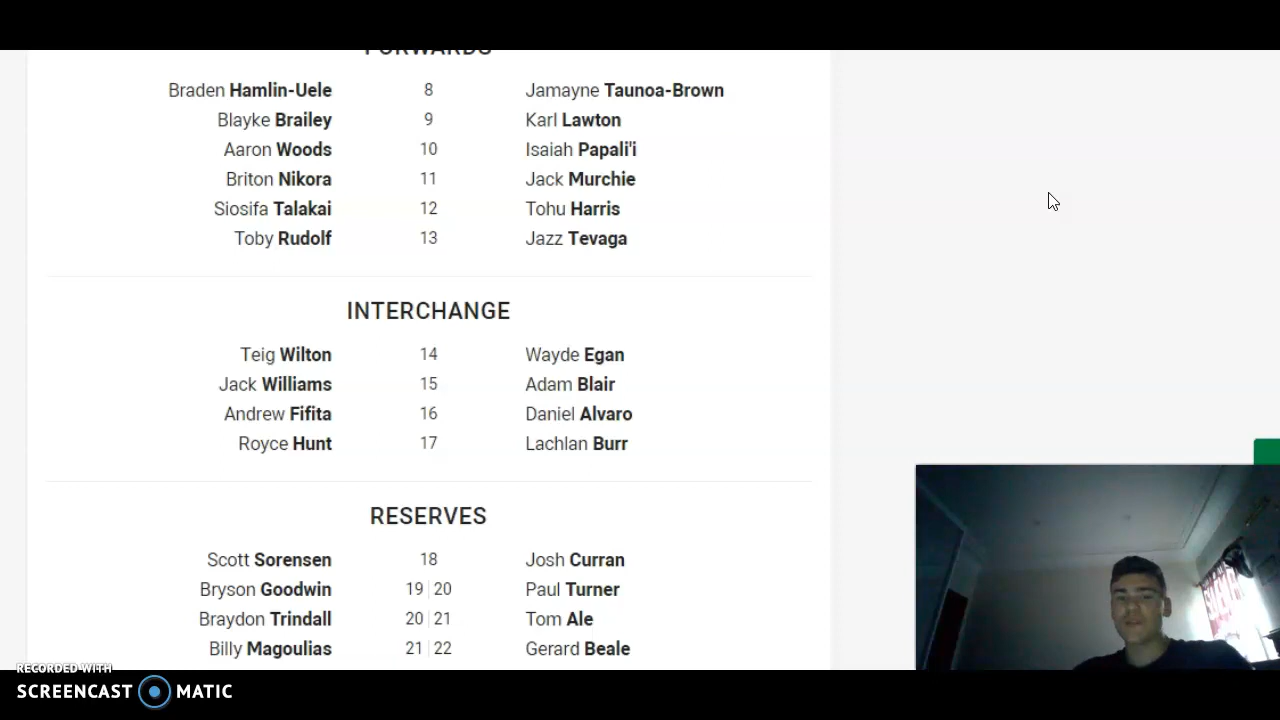 FORWARDS
Braden Hamlin-Uele 8 Jamayne Taunoa-Brown
Blayke Brailey 9 Karl Lawton
Aaron Woods 10 Isaiah Papali'i
Briton Nikora 11 Jack Murchie
Siosifa Talakai 12 Tohu Harris
Toby Rudolf 13 Jazz Tevaga
INTERCHANGE
Teig Wilton 14 Wayde Egan
Jack Williams 15 Adam Blair
Andrew Fifita 16 Daniel Alvaro
Royce Hunt 17 Lachlan Burr
RESERVES
Scott Sorensen 18 Josh Curran
Bryson Goodwin 19 20 Paul Turner
Braydon Trindall 20 21 Tom Ale
Billy Magoulias 21 22 Gerard Beale
RECORDED WITH
SCREENCAST MATIC